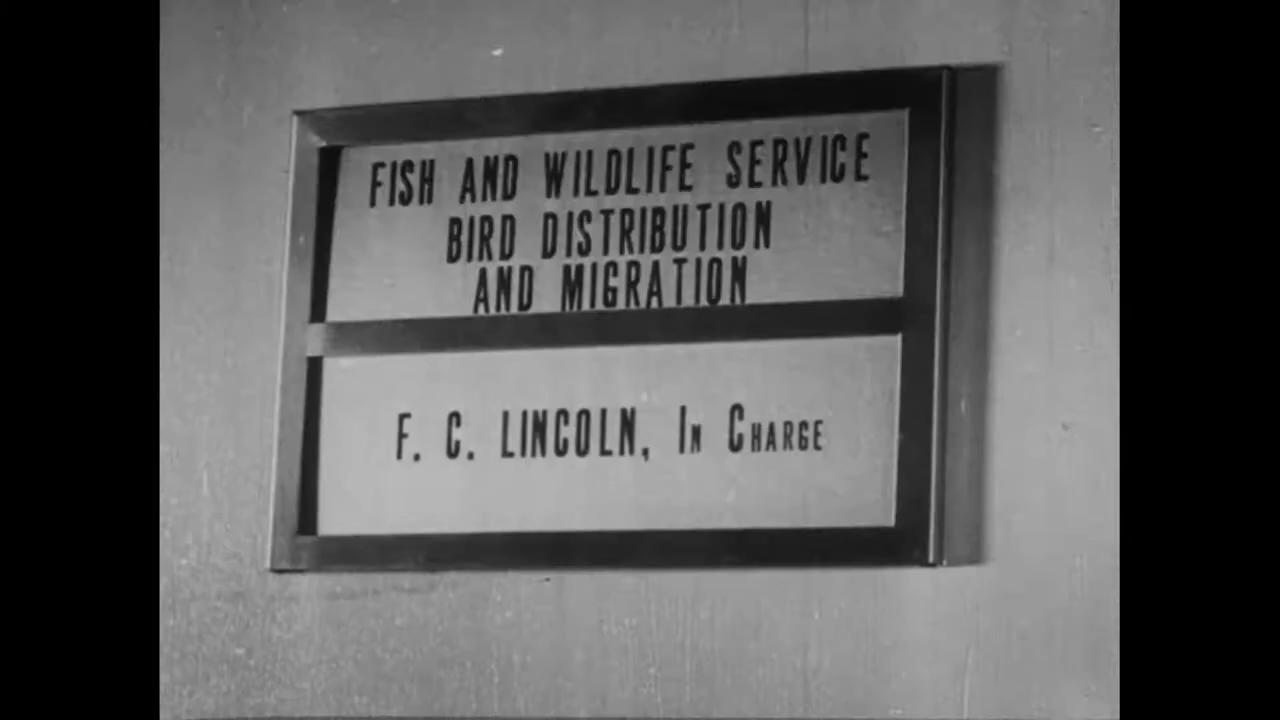 FISH AND WILDLIFE SERVICE
BIRD DISTRIBUTION
AND MIGRATION
F. C. LINCOLN, IN CHARGE